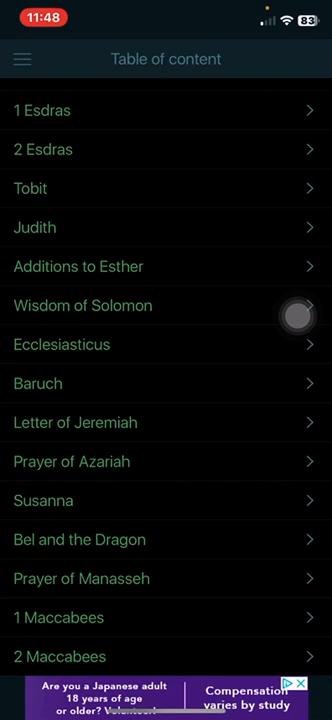 11:48
83
Table of content
1 Esdras
2 Esdras
Tobit
Judith
Additions to Esther
Wisdom of Solomon
Ecclesiasticus
Baruch
Letter of Jeremiah
Prayer of Azariah
Susanna
Bel and the Dragon
Prayer of Manasseh
1 Maccabees
2 Maccabees
Are you a Japanese adult
18 years of age
or older? Volunteer!
Compensation
varies by study